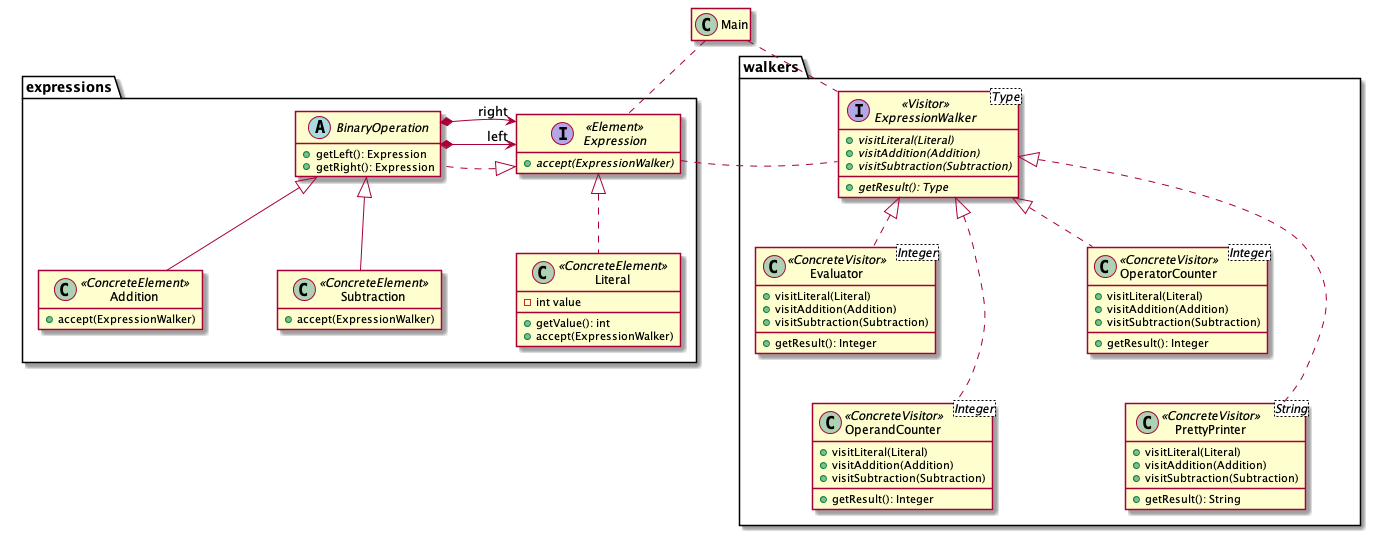 C Main
expressions
walkers
A BinaryOperation
getLeft(): Expression
getRight(): Expression
right
left
I «Element»
Expression
accept(ExpressionWalker)
Type
I «Visitor»
ExpressionWalker
visitLiteral(Literal)
visitAddition(Addition)
visitSubtraction(Subtraction)
getResult(): Type
C «ConcreteElement»
Addition
accept(ExpressionWalker)
C «ConcreteElement»
Subtraction
accept(ExpressionWalker)
C «ConcreteElement»
Literal
int value
getValue(): int
accept(ExpressionWalker)
Integer
C «ConcreteVisitor»
Evaluator
visitLiteral(Literal)
visitAddition(Addition)
visitSubtraction(Subtraction)
getResult(): Integer
Integer
C «ConcreteVisitor»
OperatorCounter
visitLiteral(Literal)
visitAddition(Addition)
visitSubtraction(Subtraction)
getResult(): Integer
Integer
C «ConcreteVisitor»
OperandCounter
visitLiteral(Literal)
visitAddition(Addition)
visitSubtraction(Subtraction)
getResult(): Integer
String
C «ConcreteVisitor»
PrettyPrinter
visitLiteral(Literal)
visitAddition(Addition)
visitSubtraction(Subtraction)
getResult(): String